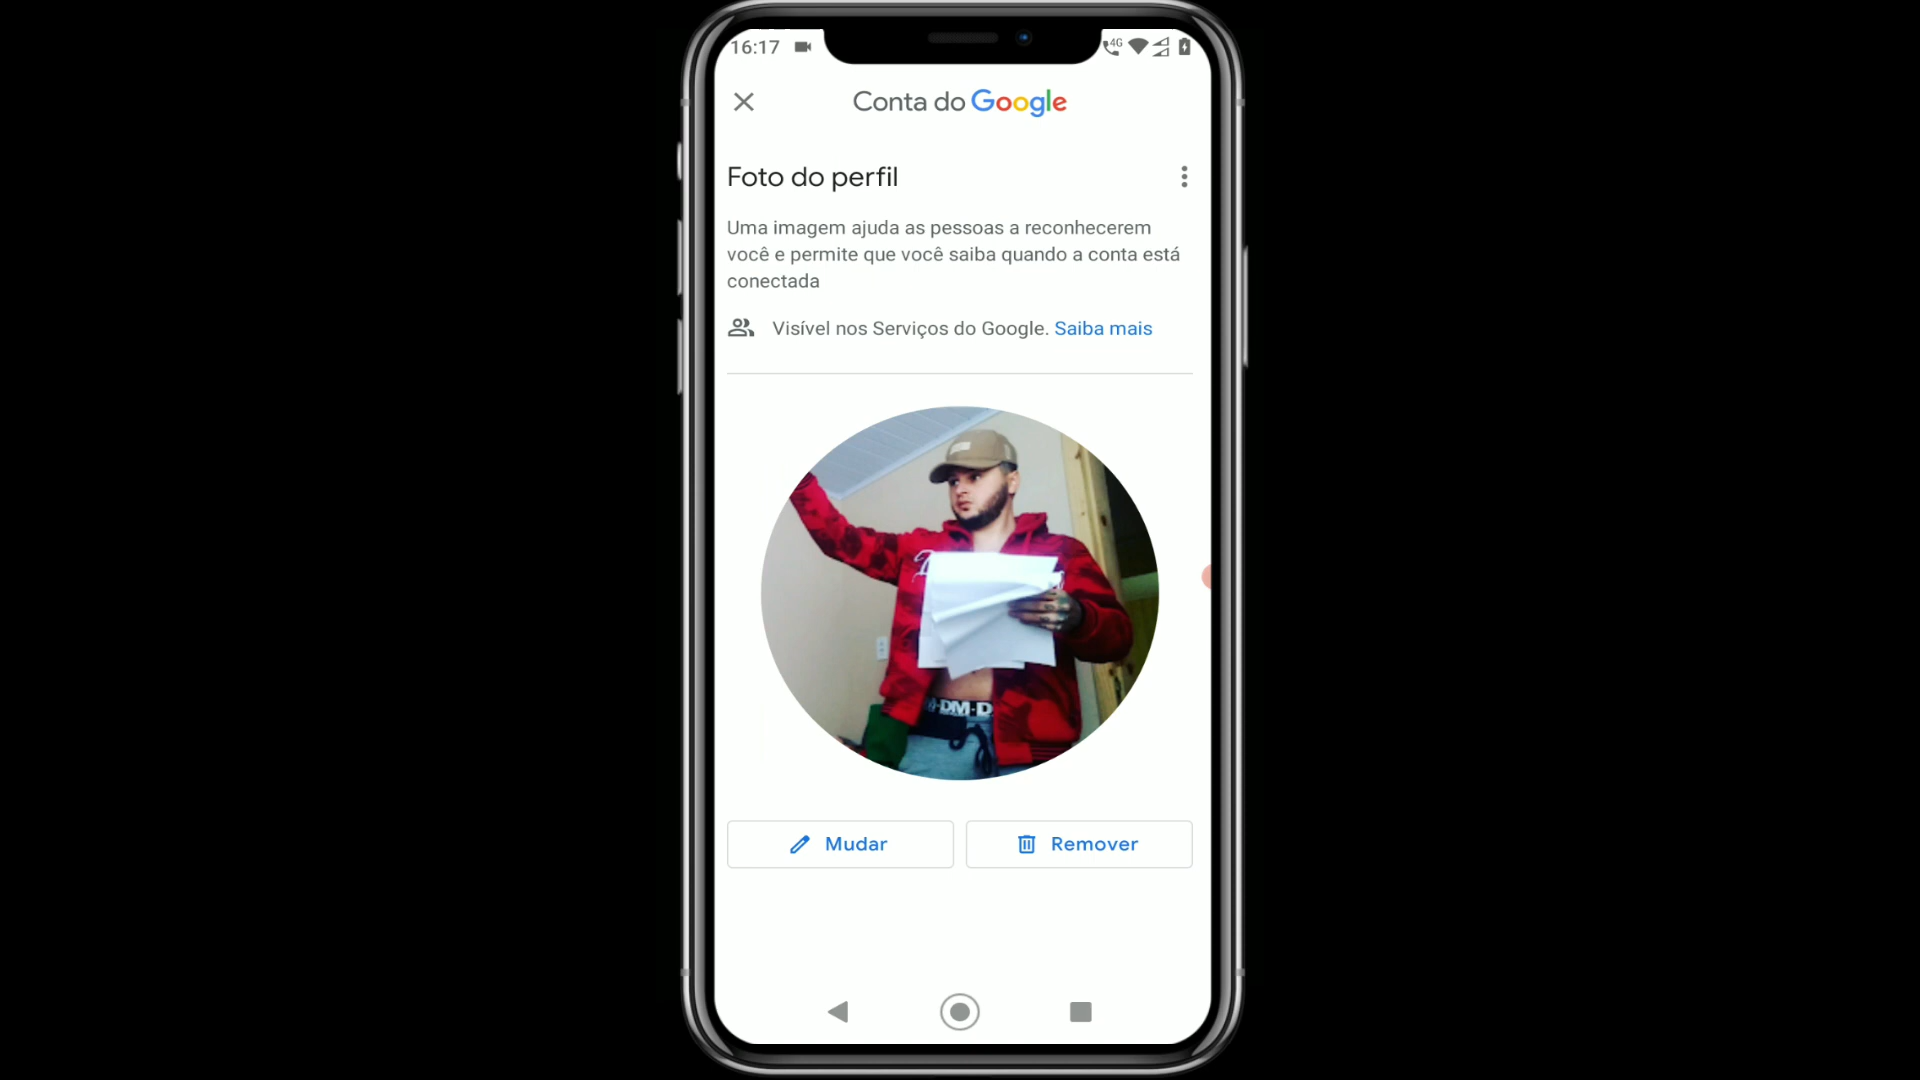 16:17
4G
Conta do Google
Foto do perfil
Uma imagem ajuda as pessoas a reconhecerem
você e permite que você saiba quando a conta está
conectada
Visível nos Serviços do Google. Saiba mais
DM·D
Mudar
Remover